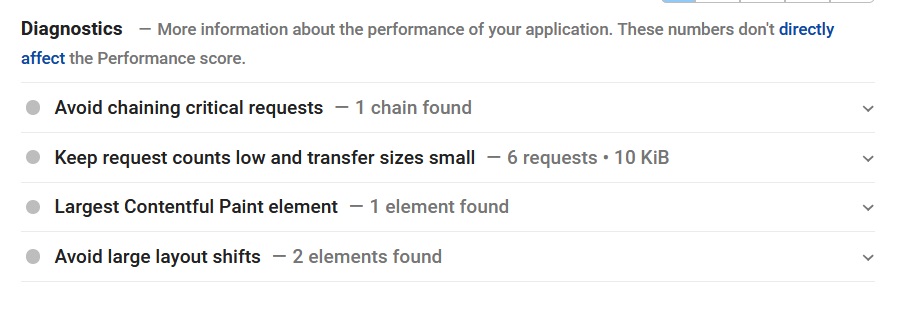 Diagnostics — More information about the performance of your application. These numbers don't directly
affect the Performance score.
Avoid chaining critical requests — 1 chain found
Keep request counts low and transfer sizes small — 6 requests • 10 KiB
Largest Contentful Paint element — 1 element found
Avoid large layout shifts — 2 elements found